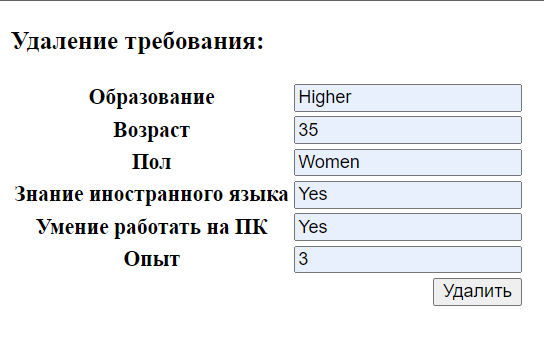 Удаление требования:
Образование Higher
Возраст 35
Пол Women
Знание иностранного языка Yes
Умение работать на ПК Yes
Опыт 3
Удалить